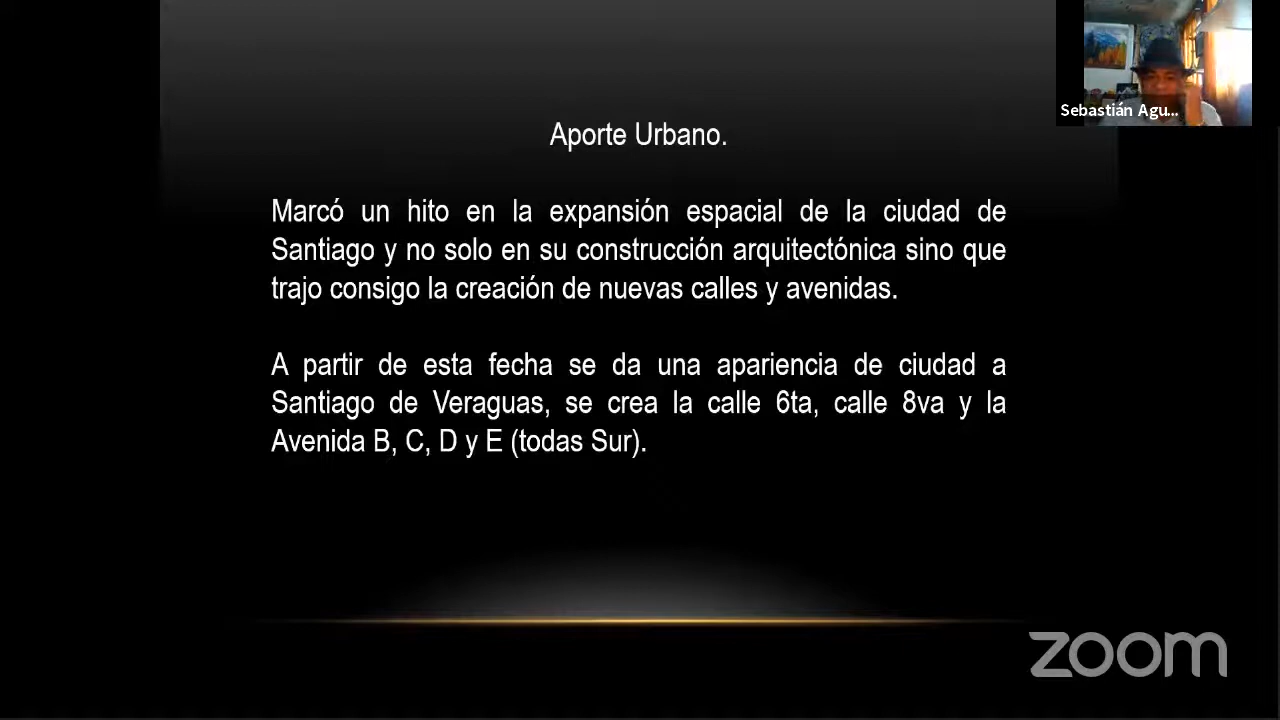 Sebastián Agu...
Aporte Urbano.
Marcó un hito en la expansión espacial de la ciudad de
Santiago y no solo en su construcción arquitectónica sino que
trajo consigo la creación de nuevas calles y avenidas.
A partir de esta fecha se da una apariencia de ciudad a
Santiago de Veraguas, se crea la calle 6ta, calle 8va y la
Avenida B, C, D y E (todas Sur).
zoom